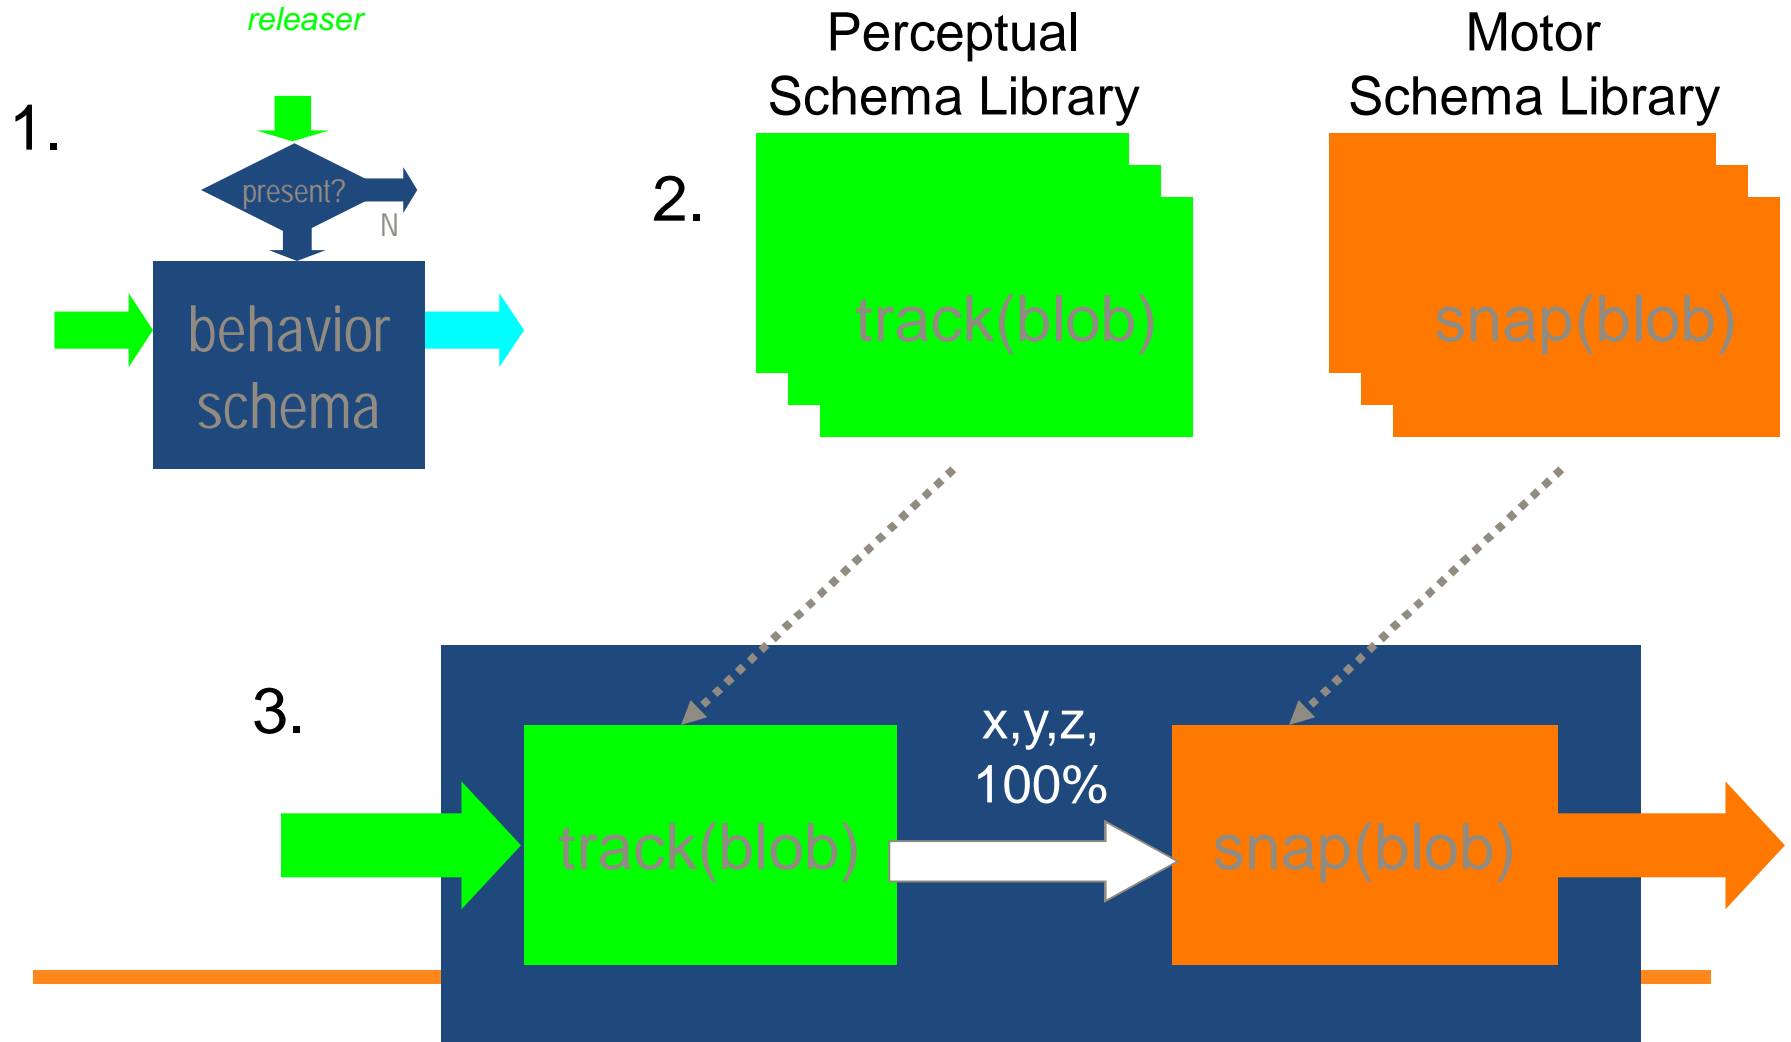 releaser
1.
present?
N
behavior
schema
2.
Perceptual
Schema Library
track(blob)
Motor
Schema Library
snap(blob)
3.
track(blob)
x,y,z,
100%
snap(blob)